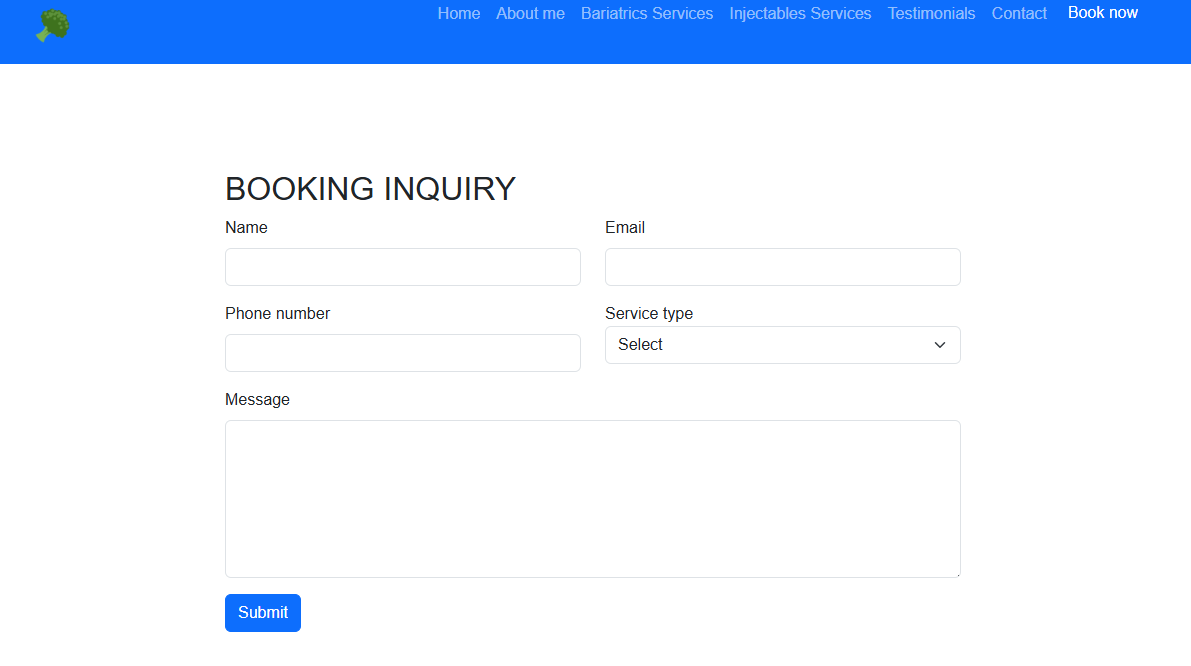 Home About me Bariatrics Services Injectables Services Testimonials Contact Book now
BOOKING INQUIRY
Name Email
Phone number Service type
Select
Message
Submit